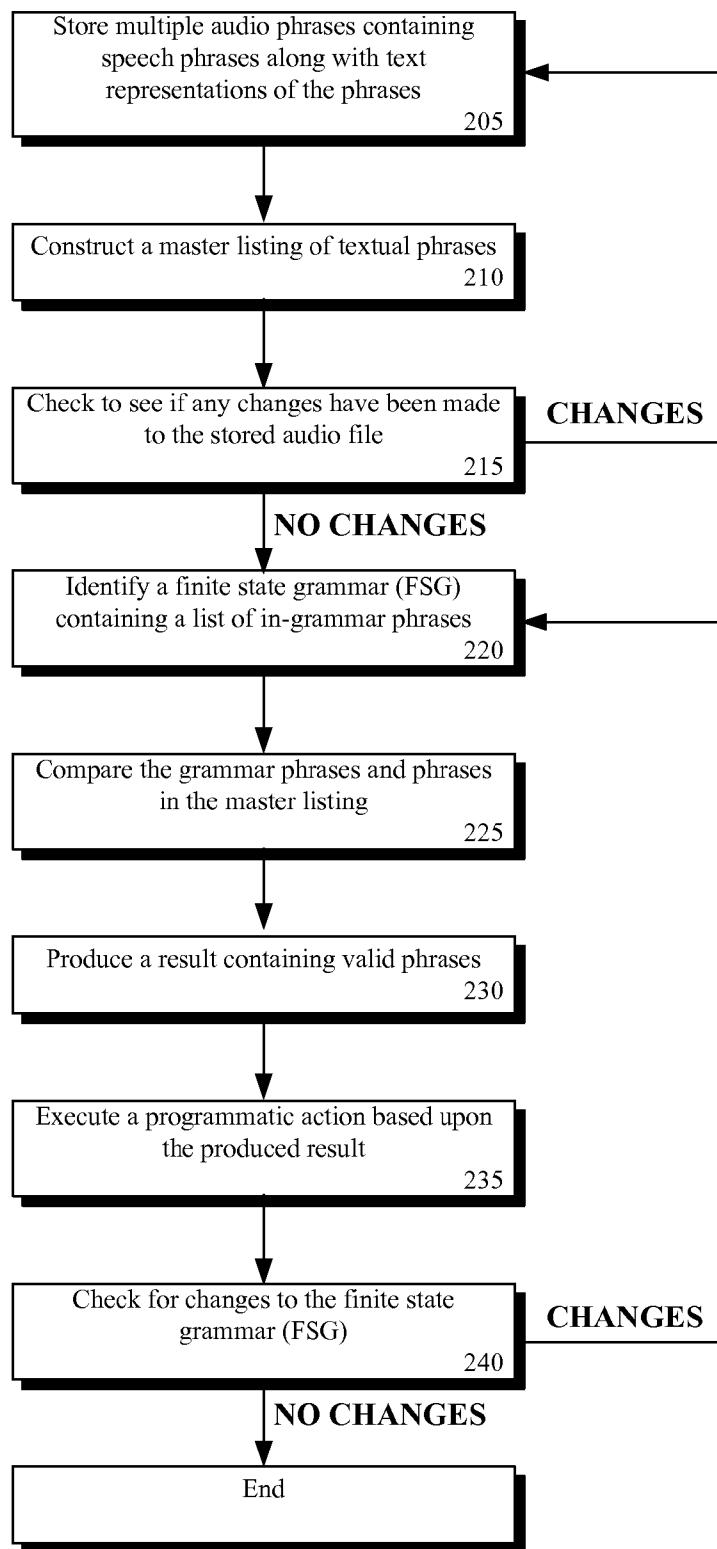 Store multiple audio phrases containing
speech phrases along with text
representations of the phrases
205
Construct a master listing of textual phrases
210
Check to see if any changes have been made
to the stored audio file
215
CHANGES
NO CHANGES
Identify a finite state grammar (FSG)
containing a list of in-grammar phrases
220
Compare the grammar phrases and phrases
in the master listing
225
Produce a result containing valid phrases
230
Execute a programmatic action based upon
the produced result
235
Check for changes to the finite state
grammar (FSG)
240
CHANGES
NO CHANGES
End